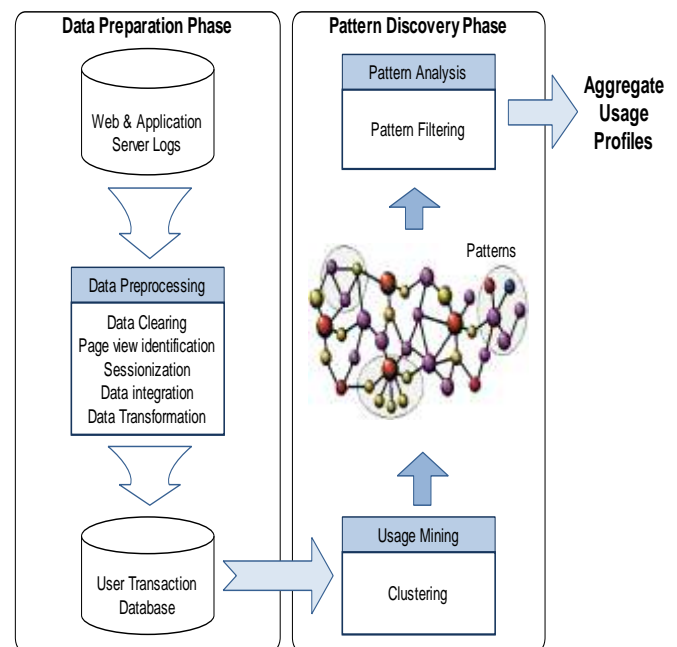 Data Preparation Phase
Web & Application
Server Logs
Data Preprocessing
Data Clearing
Page view identification
Sessionization
Data integration
Data Transformation
User Transaction
Database
Pattern Discovery Phase
Pattern Analysis
Pattern Filtering
Patterns
Usage Mining
Clustering
Aggregate
Usage
Profiles